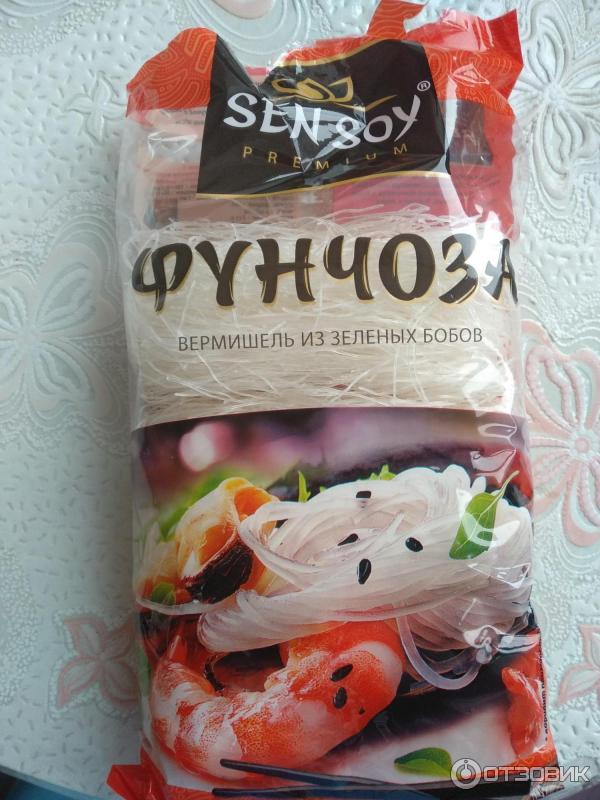 SEN SOY®
PREMIUM
ФУНЧОЗА
ВЕРМИШЕЛЬ ИЗ ЗЕЛЕНЫХ БОБОВ
ОТЗОВИК